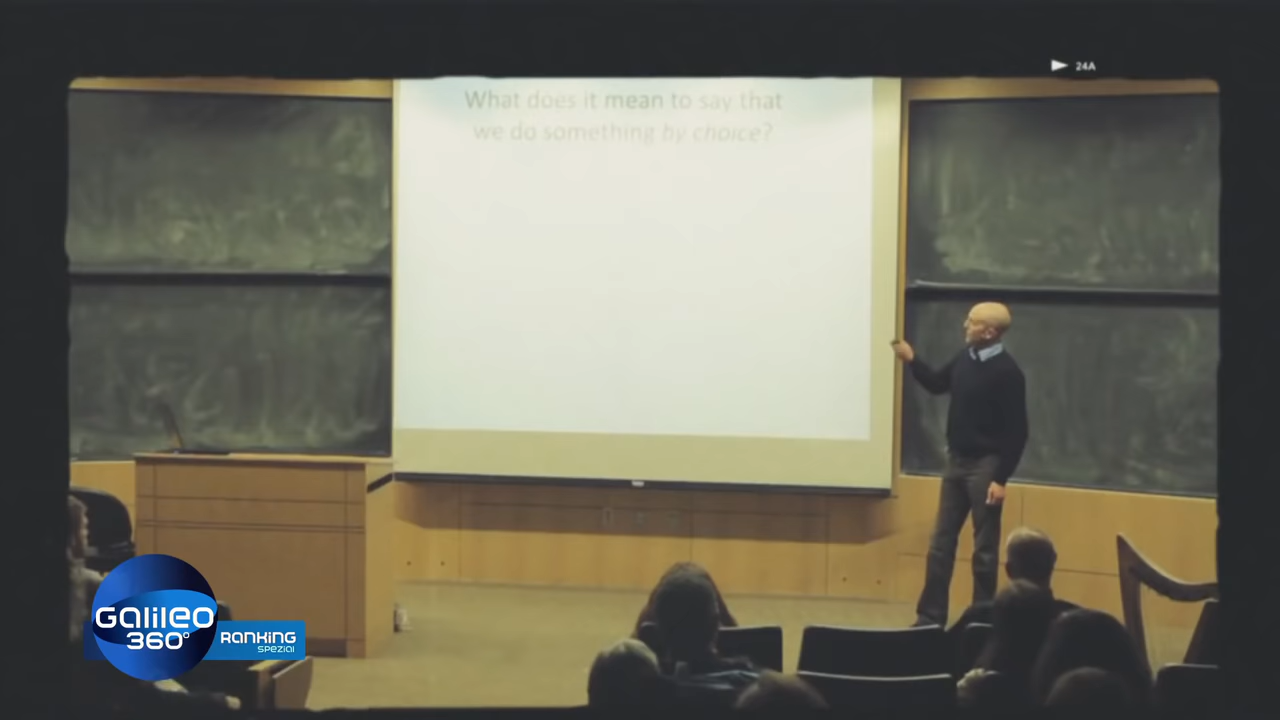 24A
What does it mean to say that
we do something by choice?
Galileo
360°
RANKING
SPEZIAL